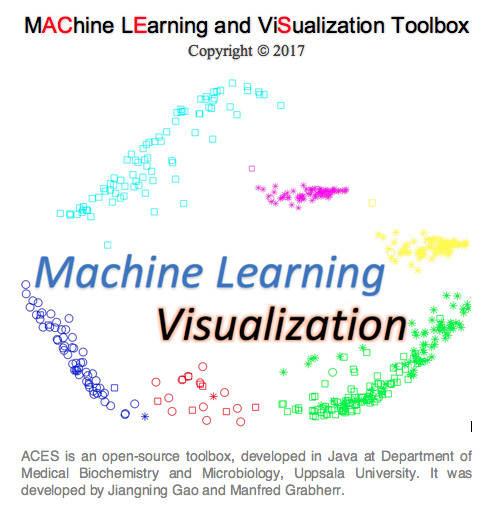 MAChine LEarning and ViSualization Toolbox
Copyright © 2017
Machine Learning
Visualization
ACES is an open-source toolbox, developed in Java at Department of
Medical Biochemistry and Microbiology, Uppsala University. It was
developed by Jiangning Gao and Manfred Grabherr.